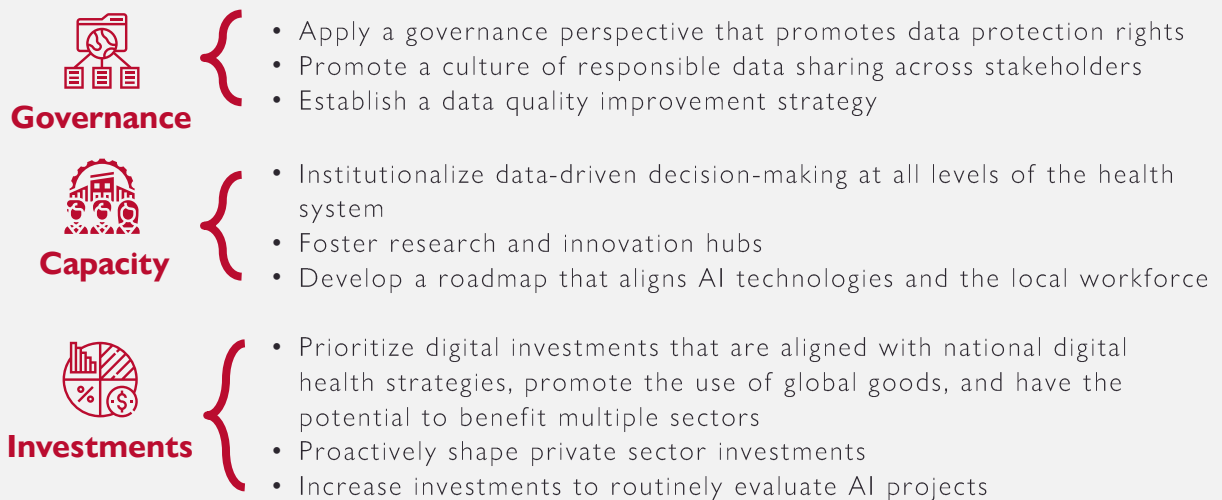 • Apply a governance perspective that promotes data protection rights
• Promote a culture of responsible data sharing across stakeholders
• Establish a data quality improvement strategy
Governance
• Institutionalize data-driven decision-making at all levels of the health
system
• Foster research and innovation hubs
• Develop a roadmap that aligns AI technologies and the local workforce
Capacity
• Prioritize digital investments that are aligned with national digital
health strategies, promote the use of global goods, and have the
potential to benefit multiple sectors
• Proactively shape private sector investments
• Increase investments to routinely evaluate AI projects
% $
Investments